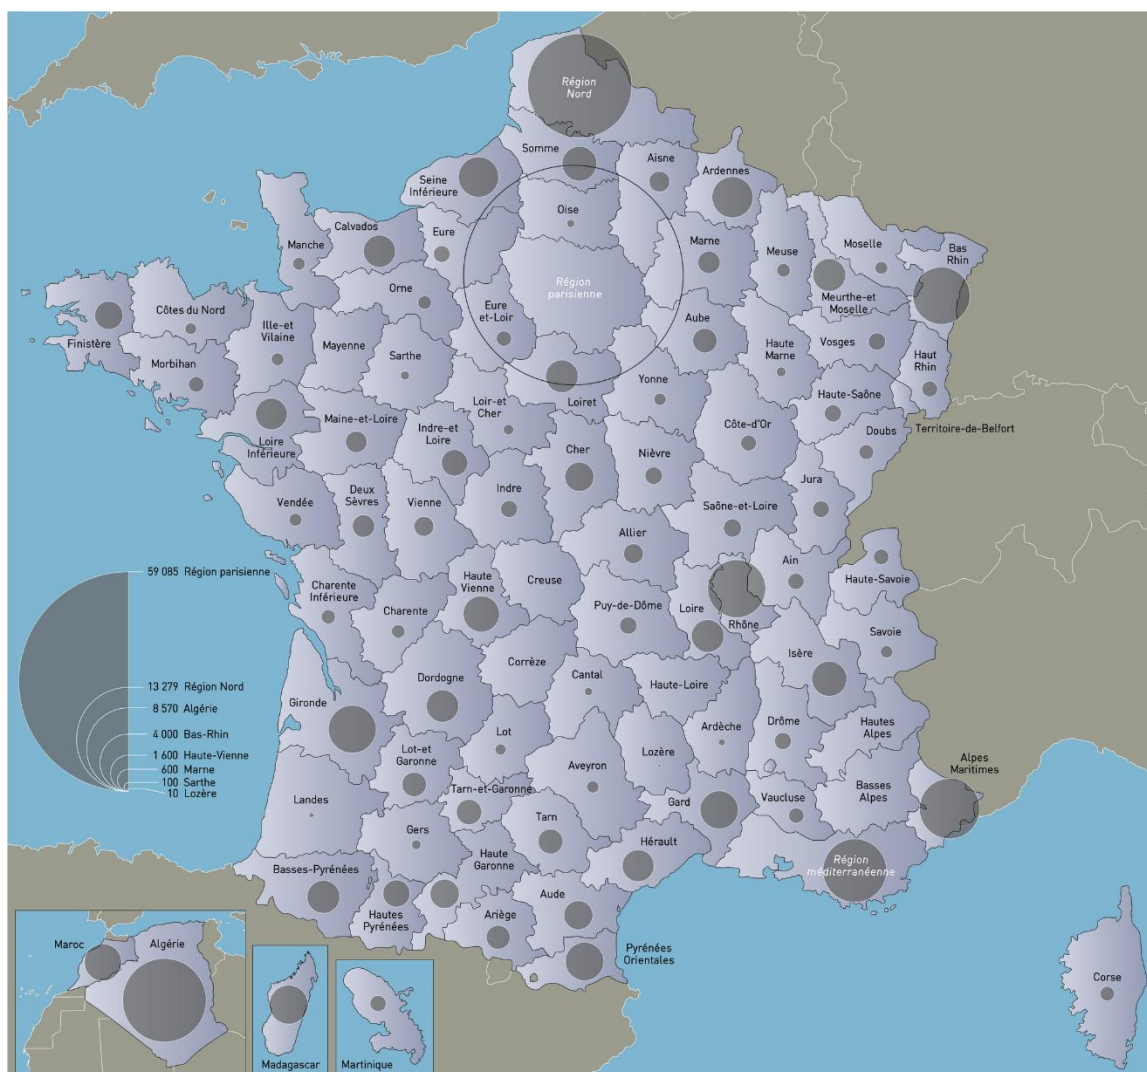 Région
Nord
Somme
Aisne
Ardennes
Seine
Inférieure
Oise
Calvados
Eure
Manche
Marne
Meuse
Moselle
Bas
Rhin
Région
parisienne
Orne
Côtes du Nord
Finistère
Ille-et
Vilaine
Mayenne
Sarthe
Eure
et-Loir
Meurthe-et
Moselle
Aube
Haute
Marne
Vosges
Haut
Rhin
Morbihan
Loiret
Yonne
Loir-et
Cher
Haute-Saône
Côte-d'Or
Territoire-de-Belfort
Maine-et-Loire
Loire
Inférieure
Indre-et
Loire
Cher
Nièvre
Doubs
Jura
Vendée
Deux
Sèvres
Vienne
Indre
Saône-et-Loire
Allier
Ain
Haute-Savoie
59 085 Région parisienne
Charente
Inférieure
Charente
Haute
Vienne
Creuse
Puy-de-Dôme
Loire
Rhône
Savoie
Isère
Corrèze
Dordogne
Cantal
Haute-Loire
13 279 Région Nord
8 570 Algérie
4 000 Bas-Rhin
1 600 Haute-Vienne
600 Marne
100 Sarthe
10 Lozère
Gironde
Lot
Ardèche
Drôme
Hautes
Alpes
Lot-et
Garonne
Lozère
Aveyron
Alpes
Maritimes
Landes
Tarn-et-Garonne
Gard
Vaucluse
Basses
Alpes
Gers
Tarn
Haute
Garonne
Hérault
Région
méditerranéenne
Basses-Pyrénées
Hautes
Pyrénées
Ariège
Aude
Pyrénées
Orientales
Maroc
Algérie
Madagascar
Martinique
Corse